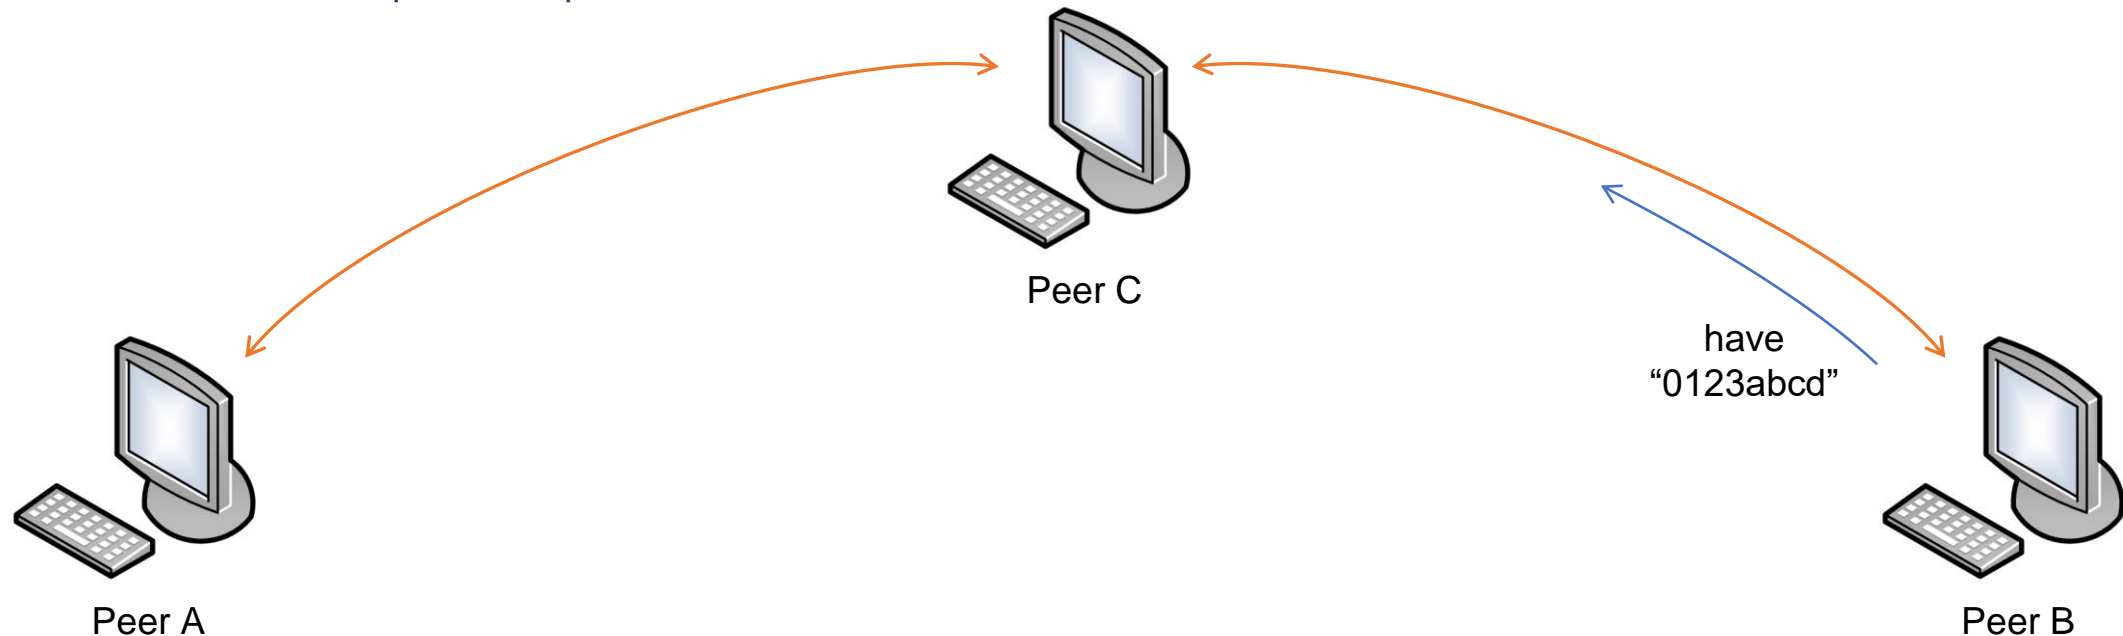 Peer C
have
“0123abcd”
Peer A
Peer B